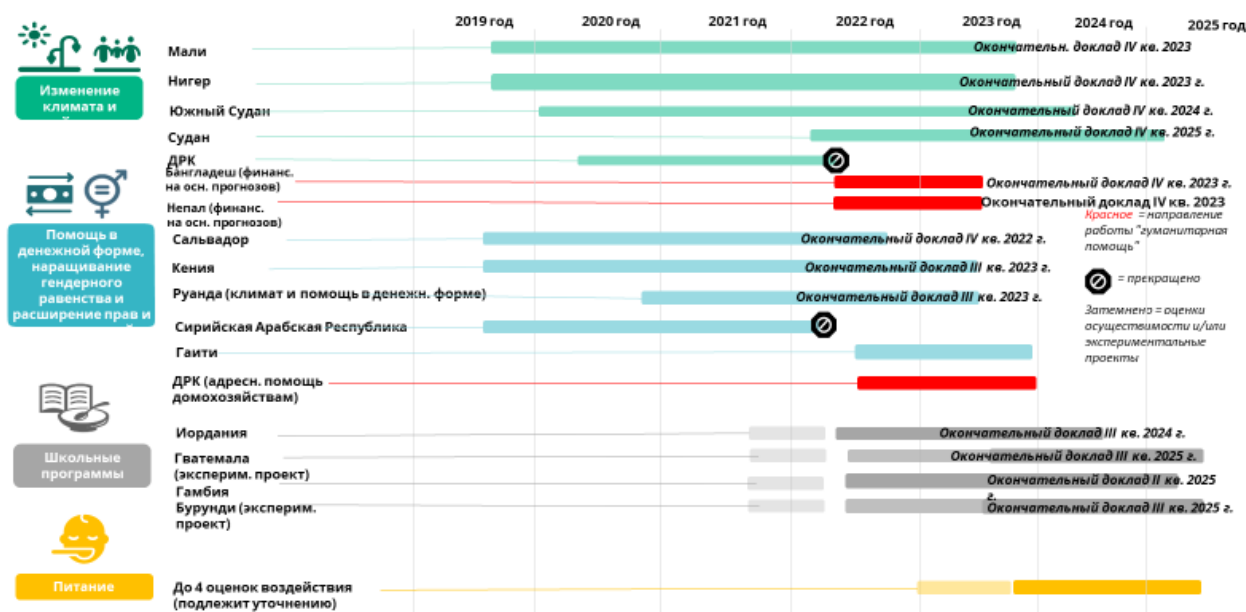 2019 год 2020 год 2021 год 2022 год 2023 год 2024 год 2025 год
Изменение
климата и
Мали Окончательн. доклад IV кв. 2023
Нигер Окончательный доклад IV кв. 2023 г.
Южный Судан Окончательный доклад IV кв. 2024 г.
Судан Окончательный доклад IV кв. 2025 г.
ДРК
Бангладеш (финанс.
на осн. прогнозов) Окончательный доклад IV кв. 2023 г.
Непал (финанс.
на осн. прогнозов) Окончательный доклад IV кв. 2023
Красное = направление
работы "гуманитарная
помощь"
= прекращено
Затемнено = оценки
осуществимости и/или
экспериментальные
проекты
Помощь в
денежной форме,
наращивание
гендерного
равенства и
расширение прав и
Сальвадор Окончательный доклад IV кв. 2022 г.
Кения Окончательный доклад III кв. 2023 г.
Руанда (климат и помощь в денежн. форме) Окончательный доклад III кв. 2023 г.
Сирийская Арабская Республика
Гаити
ДРК (адресн. помощь
домохозяйствам)
Школьные
программы
Иордания Окончательный доклад III кв. 2024 г.
Гватемала
(эксперим. проект) Окончательный доклад III кв. 2025 г.
Гамбия Окончательный доклад II кв. 2025
г.
Бурунди (эксперим.
проект) Окончательный доклад III кв. 2025 г.
Питание
До 4 оценок воздействия
(подлежит уточнению)